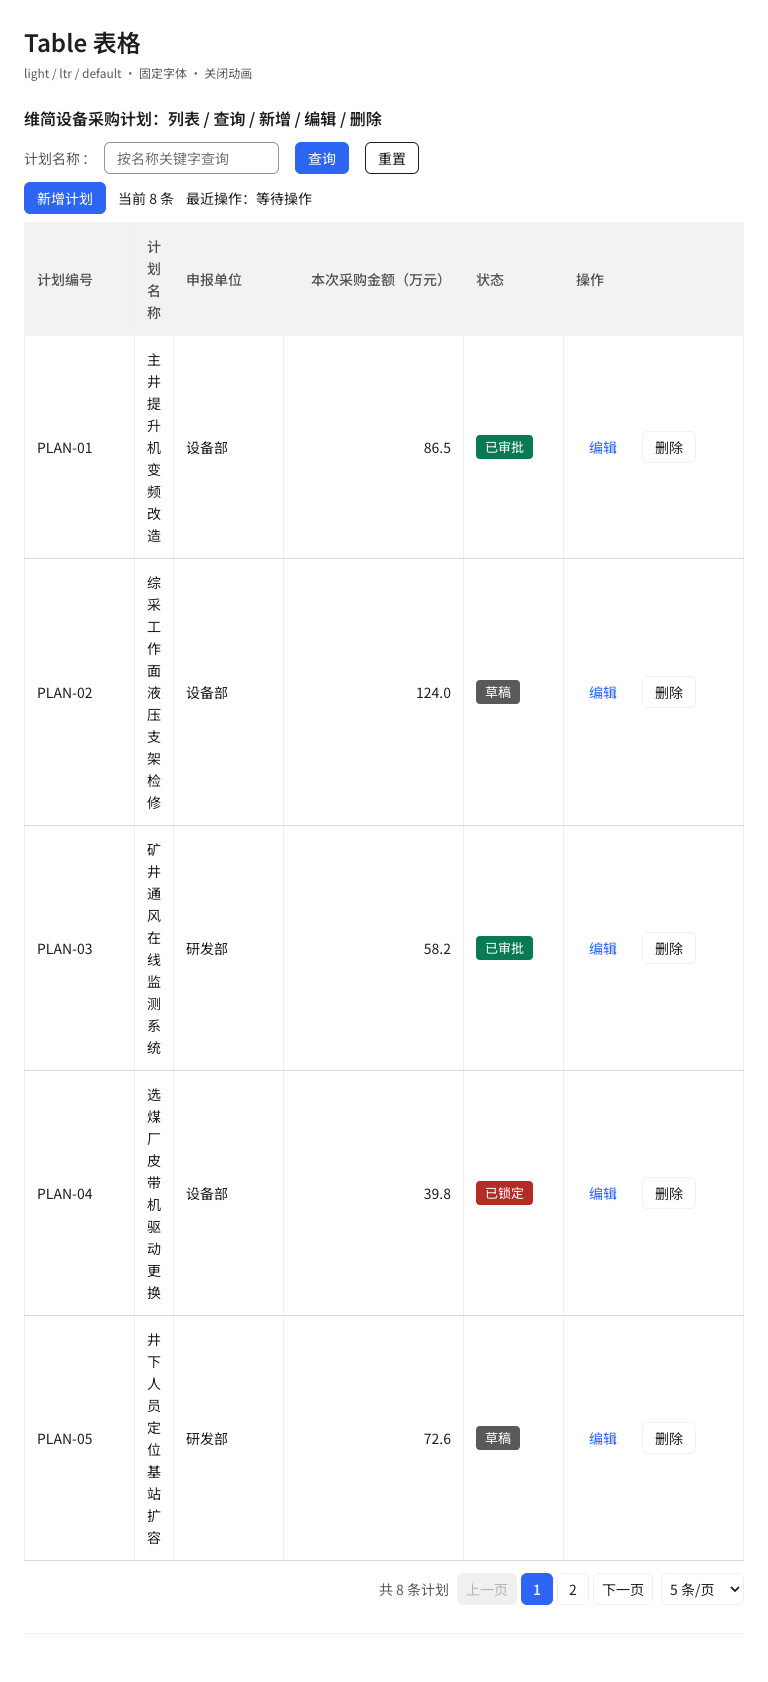 Table 表格
light / ltr / default ・ 固定字体 ・ 关闭动画
维简设备采购计划：列表 / 查询 / 新增 / 编辑 / 删除
计划名称： 按名称关键字查询 查询 重置
新增计划 当前 8 条 最近操作：等待操作
计划编号 计划名称 申报单位 本次采购金额（万元） 状态 操作
PLAN-01 主井提升机变频改造 设备部 86.5 已审批 编辑 删除
PLAN-02 综采工作面液压支架检修 设备部 124.0 草稿 编辑 删除
PLAN-03 矿井通风在线监测系统 研发部 58.2 已审批 编辑 删除
PLAN-04 选煤厂皮带机驱动更换 设备部 39.8 已锁定 编辑 删除
PLAN-05 井下人员定位基站扩容 研发部 72.6 草稿 编辑 删除
共 8 条计划 上一页 1 2 下一页 5 条/页